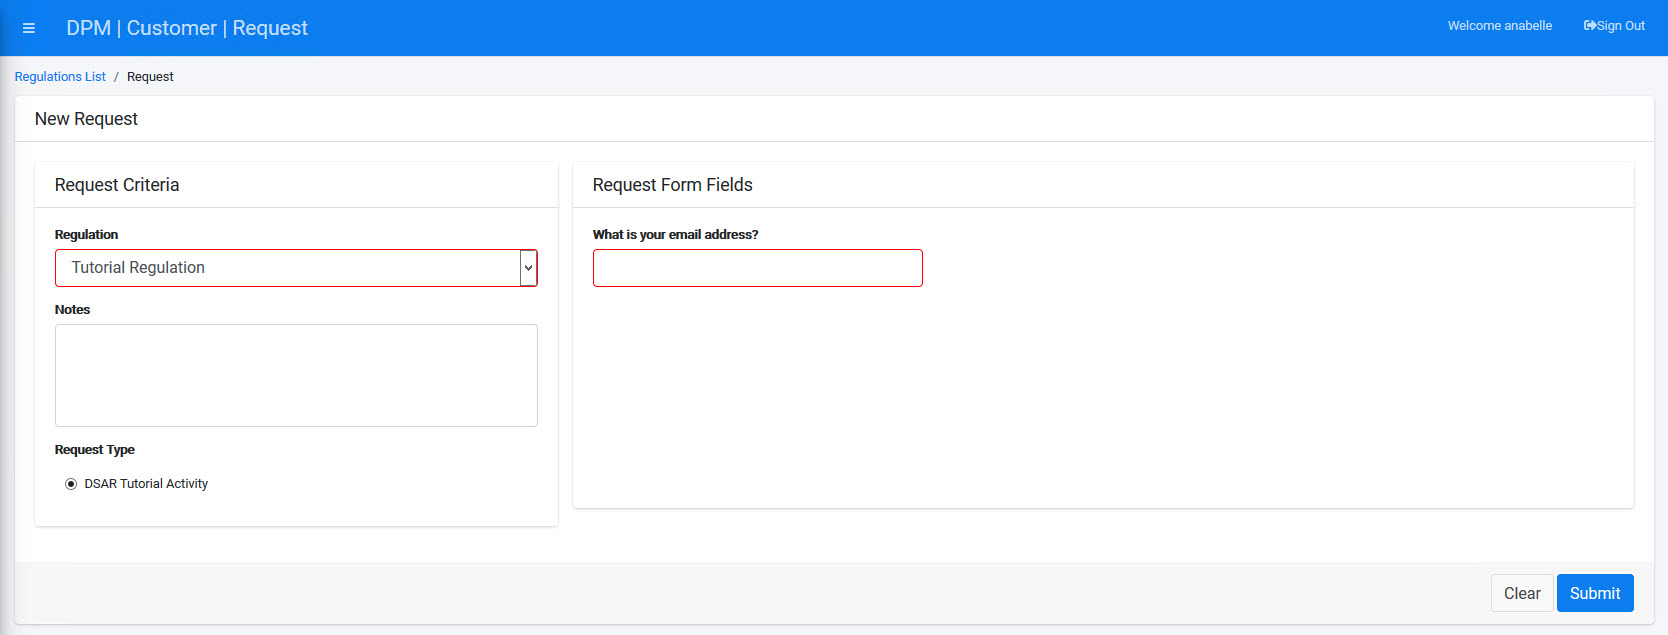 DPM | Customer | Request
Welcome anabelle
Sign Out
Regulations List / Request
New Request
Request Criteria
Regulation
Tutorial Regulation
Notes
Request Type
DSAR Tutorial Activity
Request Form Fields
What is your email address?
Clear
Submit